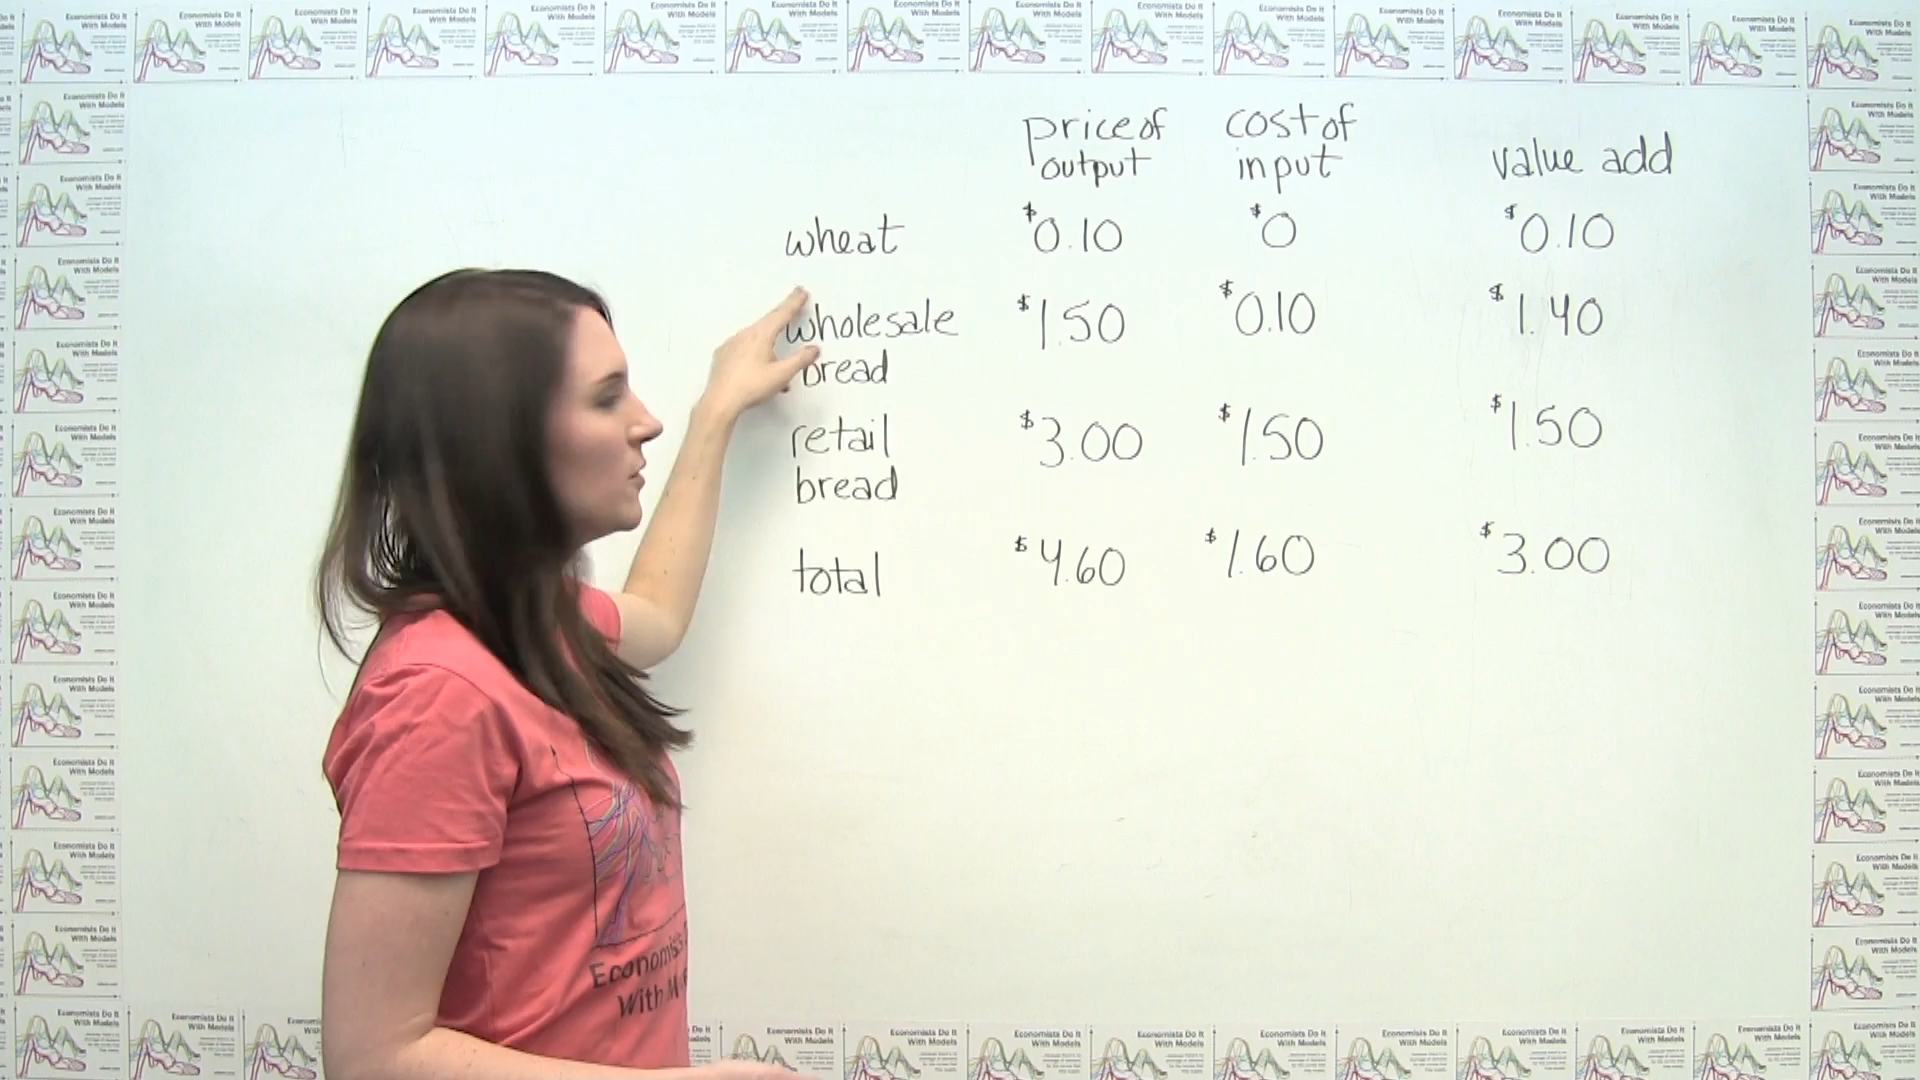 price of cost of
output input value add
wheat $0.10 $0 $0.10
wholesale $1.50 $0.10 $1.40
bread
retail $3.00 $1.50 $1.50
bread
total $4.60 $1.60 $3.00
Economists Do It
With Models
Economists
With M